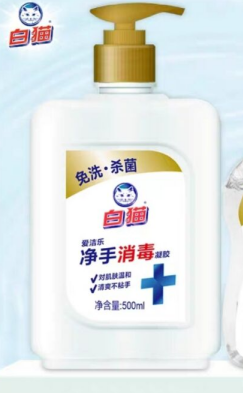 白猫
免洗·杀菌
白猫
爱洁乐
净手消毒凝胶
✓对肌肤温和
✓清爽不粘手
净含量:500ml